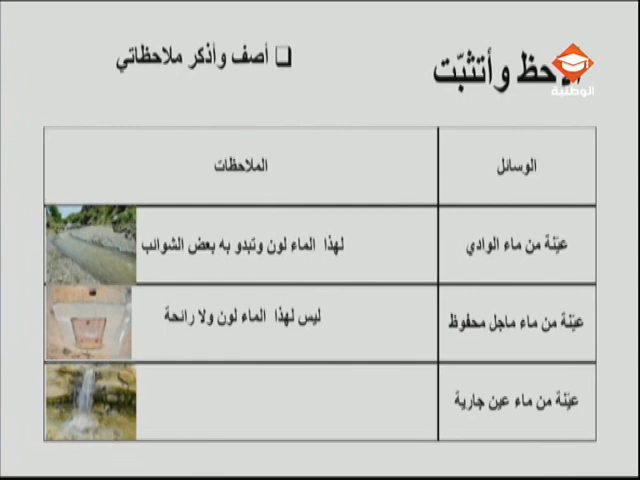 ألاحظ وأتثبّت
❑ أصف وأذكر ملاحظاتي
الوطنية
الوسائل
الملاحظات
عيّنة من ماء الوادي
لهذا الماء لون وتبدو به بعض الشوائب
عيّنة من ماء ماجل محفوظ
ليس لهذا الماء لون ولا رائحة
عيّنة من ماء عين جارية